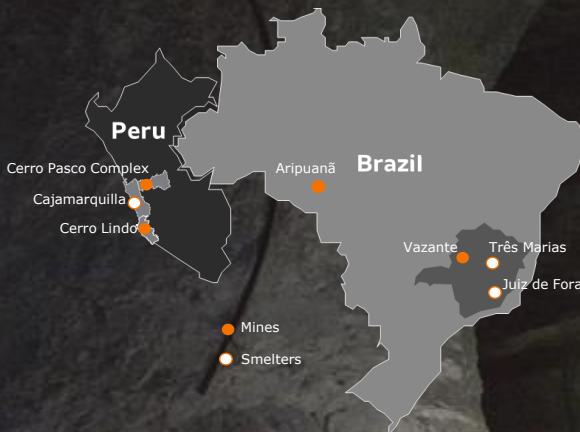 Peru
Cerro Pasco Complex
Cajamarquilla
Cerro Lindo
Aripuanã
Brazil
Vazante
Três Marias
Juiz de Fora
Mines
Smelters